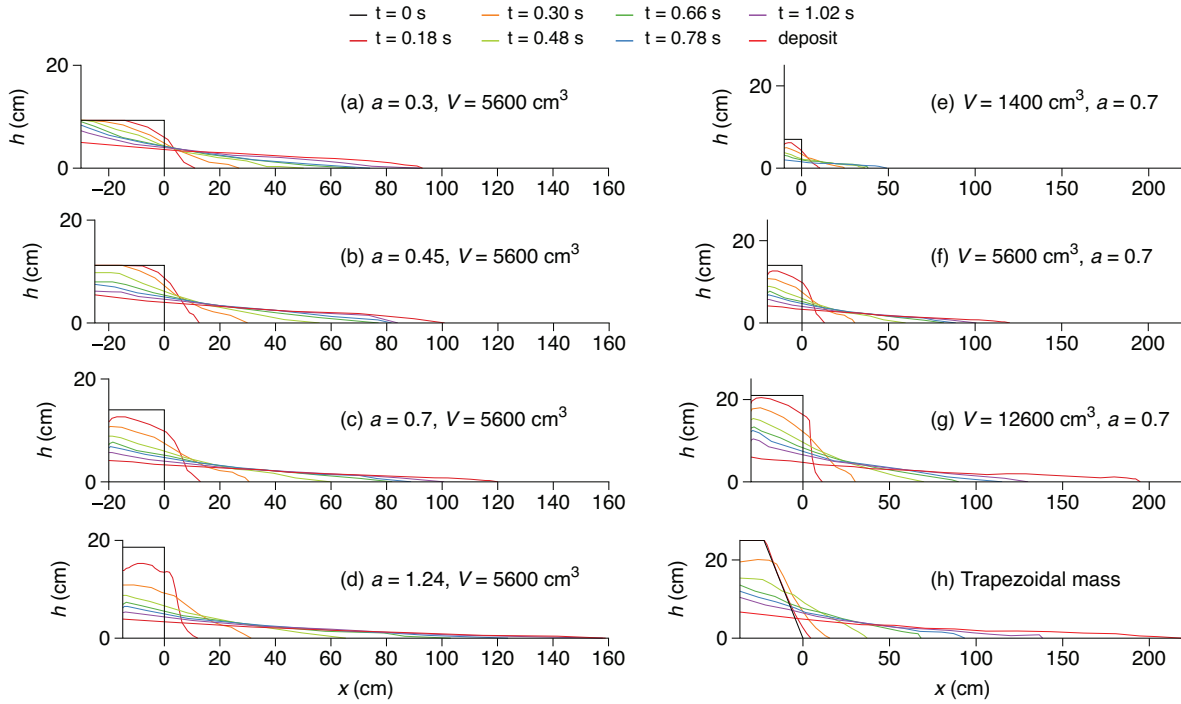 t = 0 s
t = 0.30 s
t = 0.66 s
t = 1.02 s
t = 0.18 s
t = 0.48 s
t = 0.78 s
deposit
(a) a = 0.3, V = 5600 cm³
h (cm)
20
0
−20 0 20 40 60 80 100 120 140 160
(e) V = 1400 cm³, a = 0.7
h (cm)
20
0
0 50 100 150 200
(b) a = 0.45, V = 5600 cm³
h (cm)
20
0
−20 0 20 40 60 80 100 120 140 160
(f) V = 5600 cm³, a = 0.7
h (cm)
20
0
0 50 100 150 200
(c) a = 0.7, V = 5600 cm³
h (cm)
20
0
−20 0 20 40 60 80 100 120 140 160
(g) V = 12600 cm³, a = 0.7
h (cm)
20
0
0 50 100 150 200
(d) a = 1.24, V = 5600 cm³
h (cm)
20
0
0 20 40 60 80 100 120 140 160
x (cm)
(h) Trapezoidal mass
h (cm)
20
0
0 50 100 150 200
x (cm)